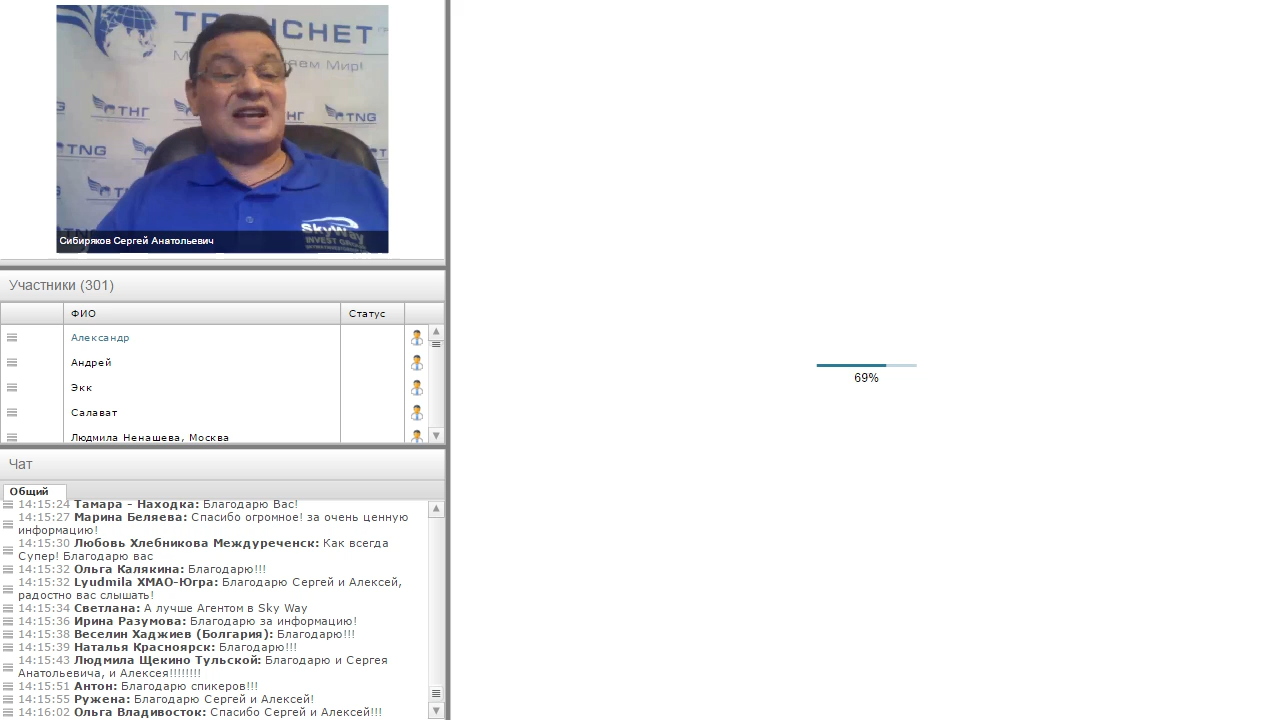 ТРАНСНЕТ
яем Мир!
ТНГ
НГ
TNG
TNG
ТНГ
TNG
SkyWay
INVEST GROUP
Сибиряков Сергей Анатольевич
Участники (301)
ФИО
Статус
Александр
Андрей
Экк
Салават
Людмила Ненашева, Москва
Чат
Общий
14:15:24 Тамара - Находка: Благодарю Вас!
14:15:27 Марина Беляева: Спасибо огромное! за очень ценную
информацию!
14:15:30 Любовь Хлебникова Междуреченск: Как всегда
Супер! Благодарю вас
14:15:32 Ольга Калякина: Благодарю!!!
14:15:32 Lyudmila ХМАО-Югра: Благодарю Сергей и Алексей,
радостно вас слышать!
14:15:34 Светлана: А лучше Агентом в Sky Way
14:15:36 Ирина Разумова: Благодарю за информацию!
14:15:38 Веселин Хаджиев (Болгария): Благодарю!!!
14:15:39 Наталья Красноярск: Благодарю!!!
14:15:43 Людмила Щекино Тульской: Благодарю и Сергея
Анатольевича, и Алексея!!!!!!!!
14:15:51 Антон: Благодарю спикеров!!!
14:15:55 Ружена: Благодарю Сергей и Алексей!
14:16:02 Ольга Владивосток: Спасибо Сергей и Алексей!!!
69%